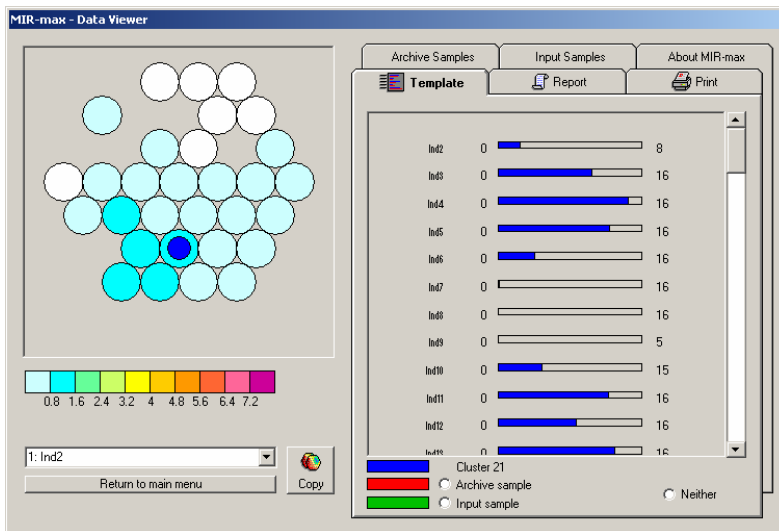 MIR-max - Data Viewer
Archive Samples Input Samples About MIR-max
Template Report Print
Ind2 0 8
Ind3 0 16
Ind4 0 16
Ind5 0 16
Ind6 0 16
Ind7 0 16
Ind8 0 16
Ind9 0 5
Ind10 0 15
Ind11 0 16
Ind12 0 16
Ind13 0 16
0.8 1.6 2.4 3.2 4 4.8 5.6 6.4 7.2
1: Ind2
Return to main menu
Copy
Cluster 21
Archive sample
Input sample
Neither